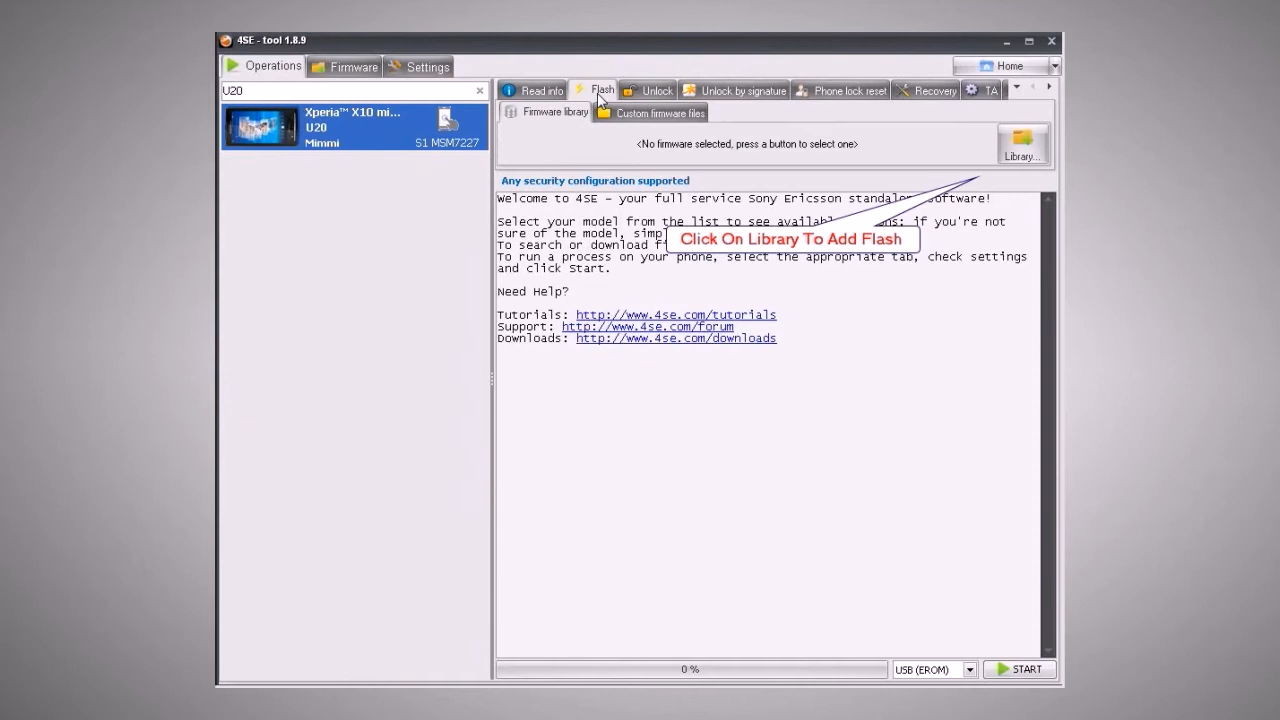 4SE - tool 1.8.9
Operations
Firmware
Settings
Home
U20
Xperia™ X10 mi...
U20
Mimmi
S1 MSM7227
Read info
Flash
Unlock
Unlock by signature
Phone lock reset
Recovery
TA
Firmware library
Custom firmware files
<No firmware selected, press a button to select one>
Library...
Any security configuration supported
Welcome to 4SE - your full service Sony Ericsson standalon software!
Select your model from the list to see availabl ons; if you're not
sure of the model, simpl
To search or download f
Click On Library To Add Flash
To run a process on your phone, select the appropriate tab, check settings
and click Start.
Need Help?
Tutorials: http://www.4se.com/tutorials
Support: http://www.4se.com/forum
Downloads: http://www.4se.com/downloads
0 %
USB (EROM)
START